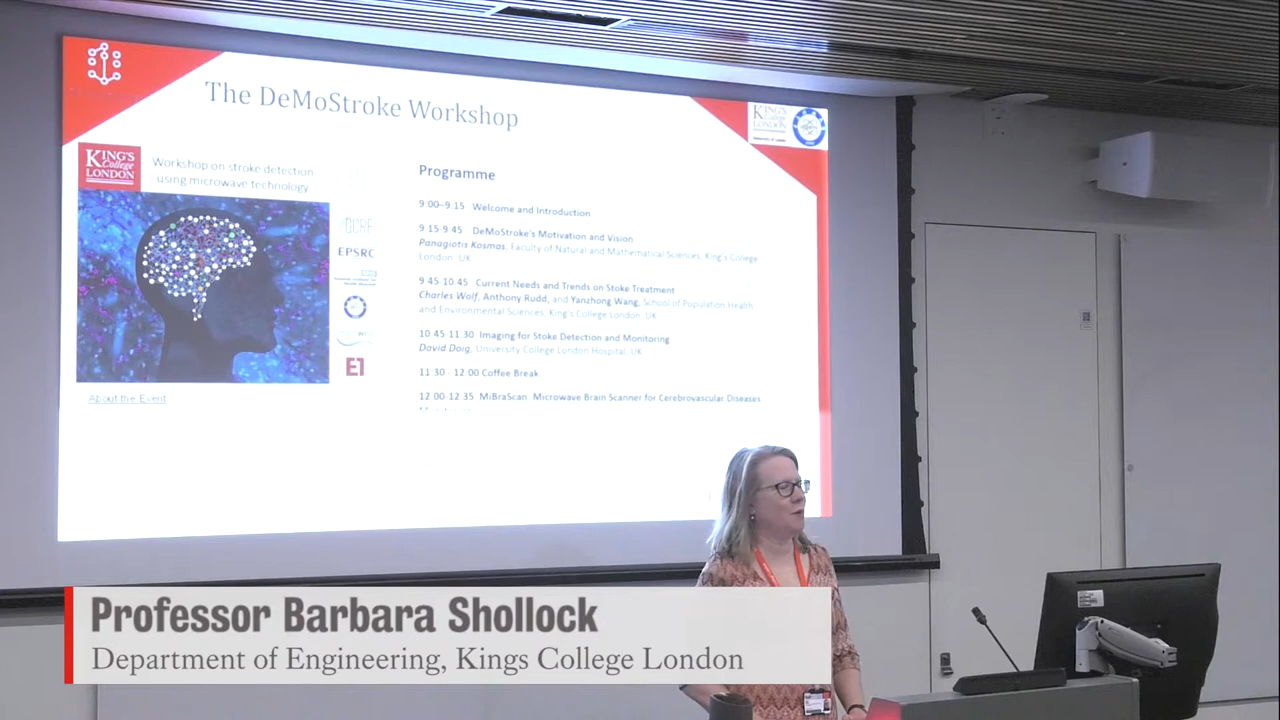 The DeMoStroke Workshop
KING'S
College
LONDON
Workshop on stroke detection
using microwave technology
KING'S
College
LONDON
Programme
9.00–9.15 Welcome and Introduction
9.15-9.45 DeMoStroke's Motivation and Vision
Panagiotis Kosmas, Faculty of Natural and Mathematical Sciences, King's College
London, UK
9.45-10.45 Current Needs and Trends on Stoke Treatment
Charles Wolf, Anthony Rudd, and Yanzhong Wang, School of Population Health
and Environmental Sciences, King's College London, UK
10.45-11.30 Imaging for Stoke Detection and Monitoring
David Doig, University College London Hospital, UK
11.30 - 12.00 Coffee Break
12.00-12.35 MiBraScan Microwave Brain Scanner for Cerebrovascular Diseases
GCRF
EPSRC
E1
About the Event
Professor Barbara Shollock
Department of Engineering, Kings College London